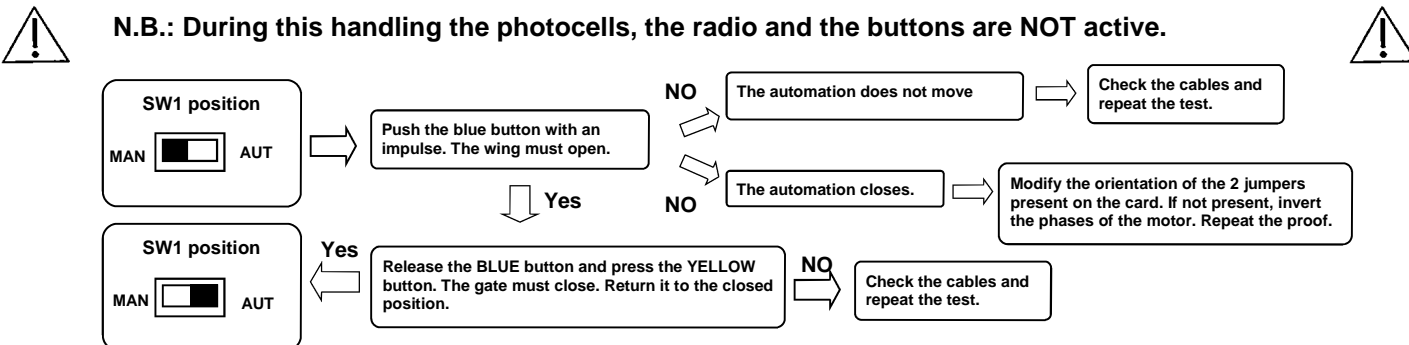 N.B.: During this handling the photocells, the radio and the buttons are NOT active.
SW1 position
MAN
AUT
Push the blue button with an
impulse. The wing must open.
NO
The automation does not move
Check the cables and
repeat the test.
NO
The automation closes.
Modify the orientation of the 2 jumpers
present on the card. If not present, invert
the phases of the motor. Repeat the proof.
Yes
SW1 position
MAN
AUT
Yes
Release the BLUE button and press the YELLOW
button. The gate must close. Return it to the closed
position.
NO
Check the cables and
repeat the test.